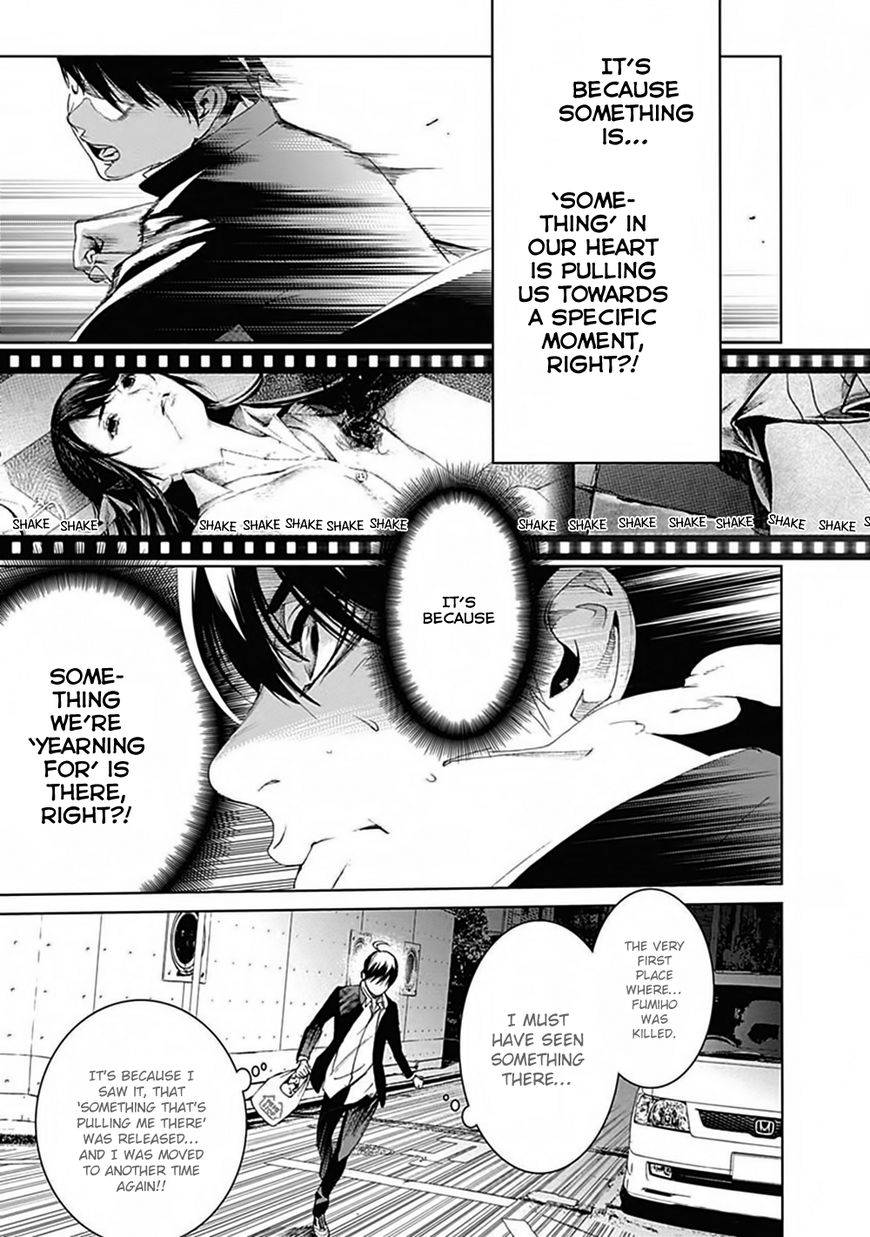 IT'S
BECAUSE
SOMETHING
IS...
'SOME-
THING' IN
OUR HEART
IS PULLING
US TOWARDS
A SPECIFIC
MOMENT,
RIGHT?!
SHAKE SHAKE SHAKE SHAKE SHAKE SHAKE SHAKE SHAKE SHAKE SHAKE SHAKE SHAKE SHAKE SHAKE SHAKE
IT'S
BECAUSE
SOME-
THING
WE'RE
'YEARNING
FOR' IS
THERE,
RIGHT?!
THE VERY
FIRST
PLACE
WHERE...
FUMIHO
WAS
KILLED.
I MUST
HAVE SEEN
SOMETHING
THERE...
IT'S BECAUSE I
SAW IT, THAT
'SOMETHING THAT'S
PULLING ME THERE'
WAS RELEASED...
AND I WAS MOVED
TO ANOTHER TIME
AGAIN!!